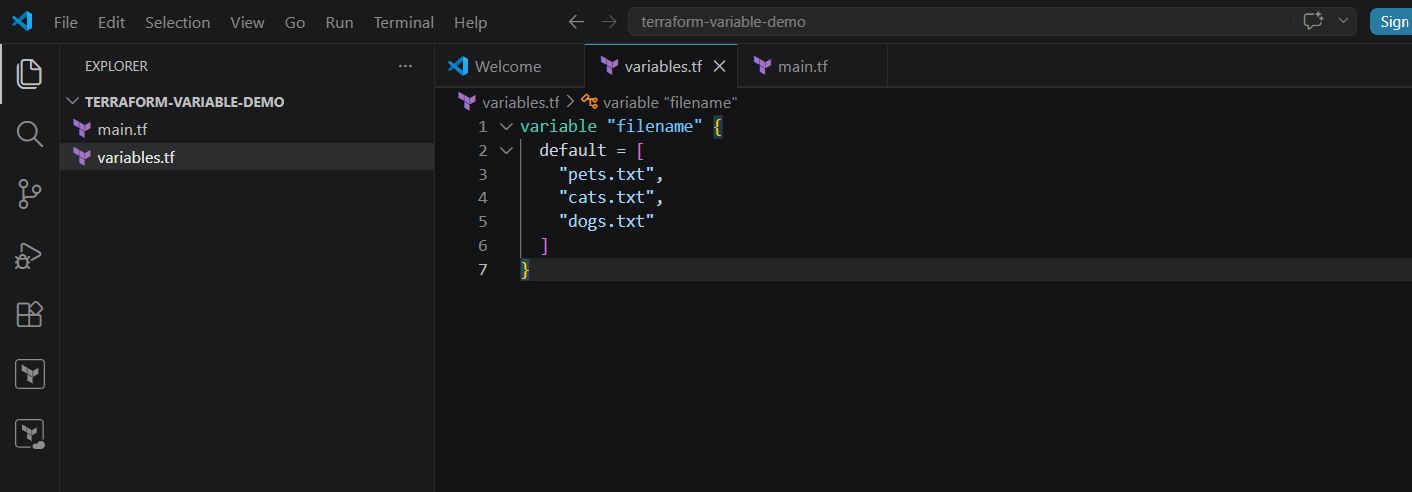 File Edit Selection View Go Run Terminal Help
terraform-variable-demo
Sign
EXPLORER
TERRAFORM-VARIABLE-DEMO
main.tf
variables.tf
Welcome
variables.tf
main.tf
variables.tf > variable "filename"
1 variable "filename" {
2 default = [
3 "pets.txt",
4 "cats.txt",
5 "dogs.txt"
6 ]
7 }